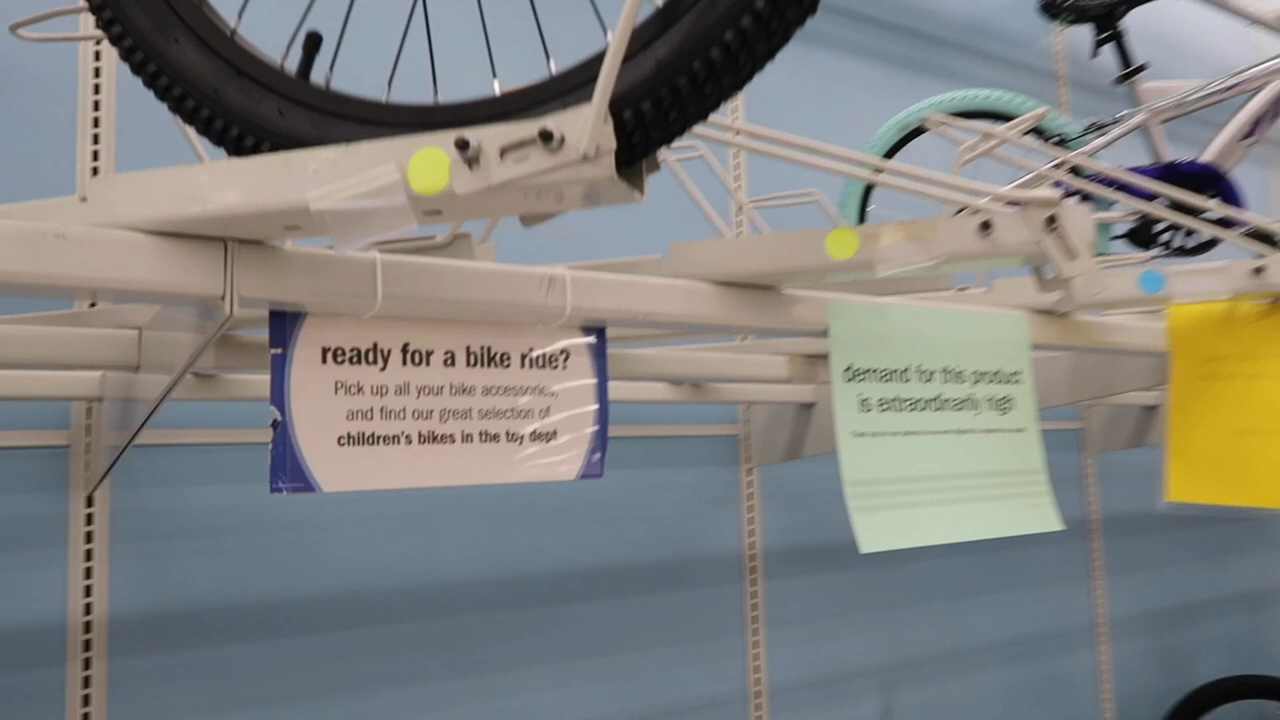 ready for a bike ride?
Pick up all your bike accessories,
and find our great selection of
children's bikes in the toy dept
demand for this product
is extraordinarily high